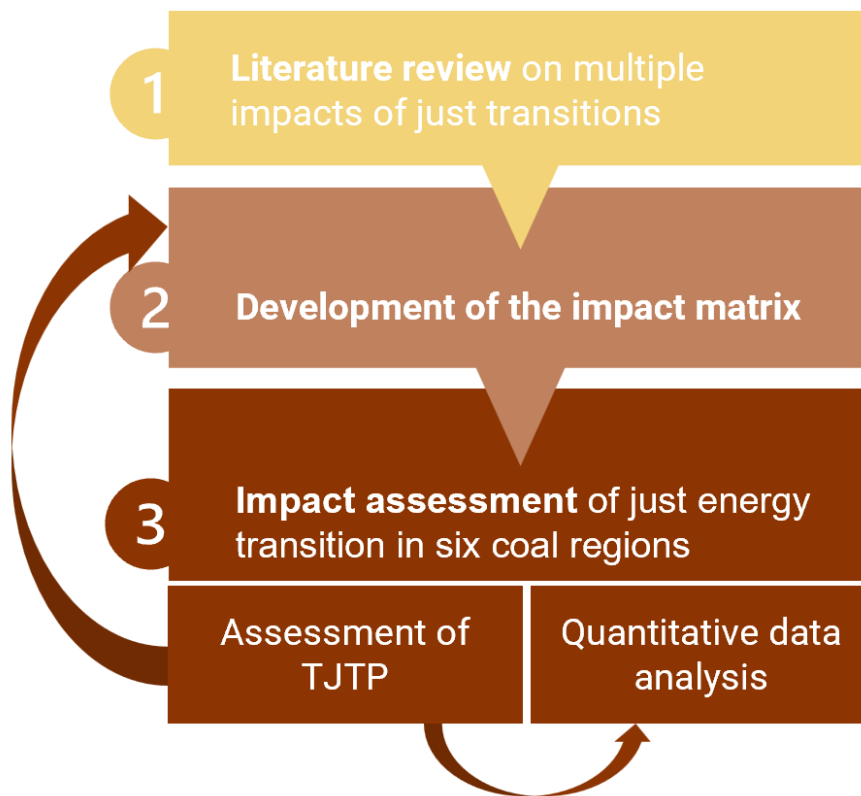 1
Literature review on multiple
impacts of just transitions
2
Development of the impact matrix
3
Impact assessment of just energy
transition in six coal regions
Assessment of
TJTP
Quantitative data
analysis